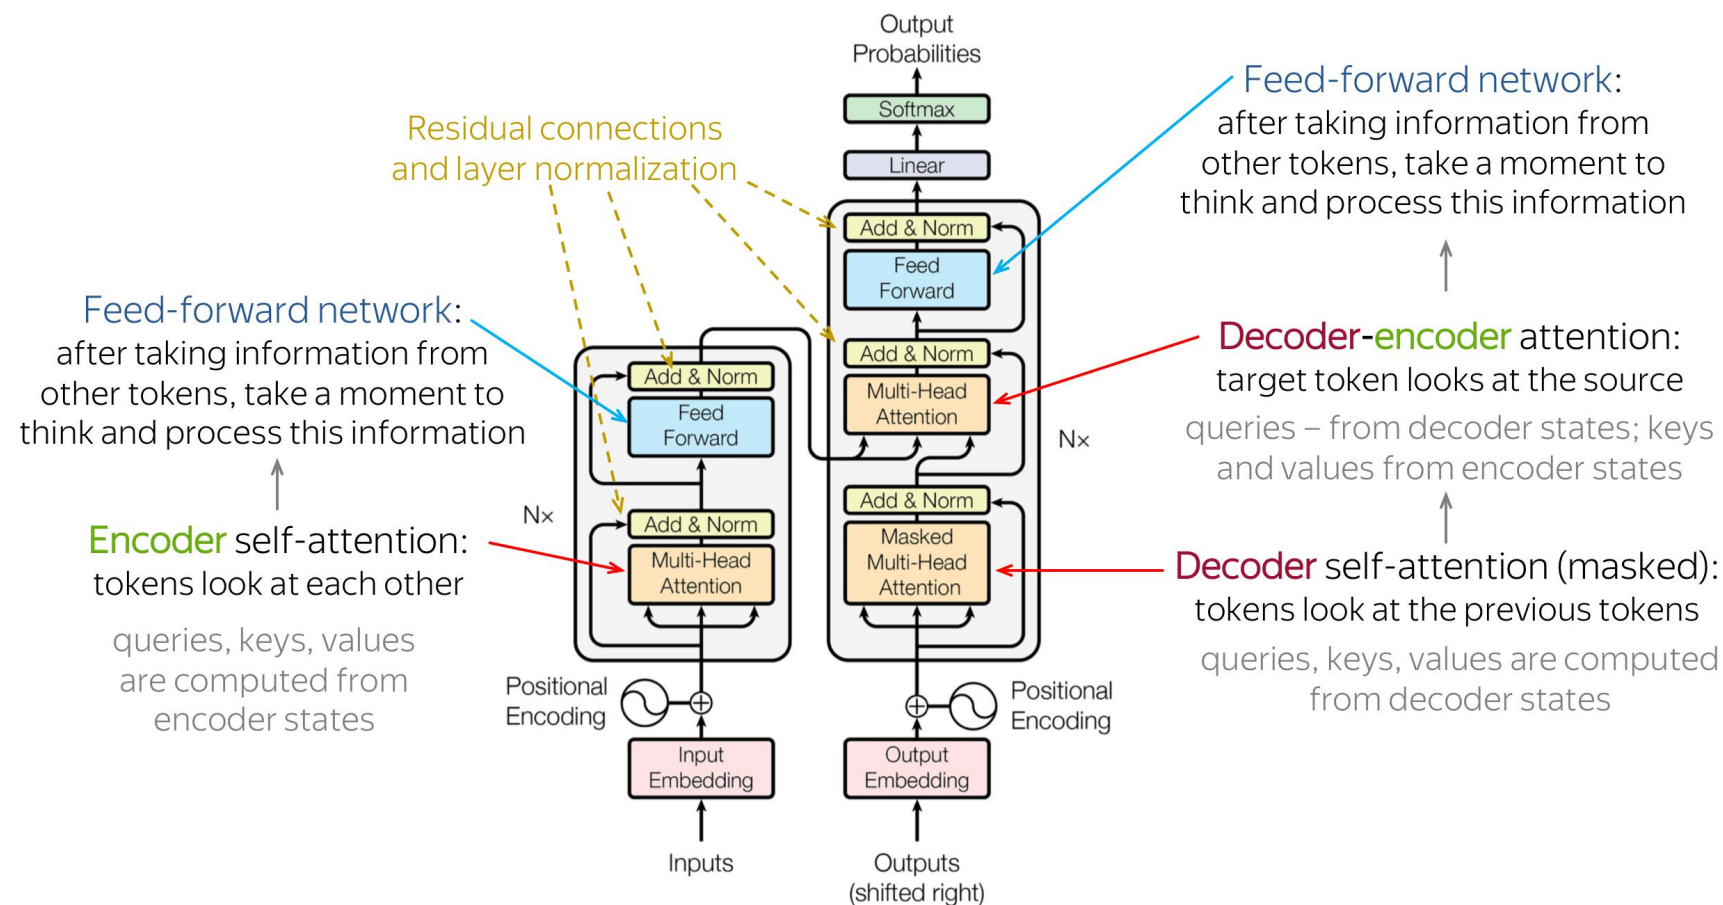 Output
Probabilities
Softmax
Linear
Add & Norm
Feed
Forward
Add & Norm
Multi-Head
Attention
Nx
Add & Norm
Masked
Multi-Head
Attention
Positional
Encoding
Output
Embedding
Outputs
(shifted right)
Residual connections
and layer normalization
Add & Norm
Feed
Forward
Nx
Add & Norm
Multi-Head
Attention
Positional
Encoding
Input
Embedding
Inputs
Feed-forward network:
after taking information from
other tokens, take a moment to
think and process this information
Encoder self-attention:
tokens look at each other
queries, keys, values
are computed from
encoder states
Feed-forward network:
after taking information from
other tokens, take a moment to
think and process this information
Decoder-encoder attention:
target token looks at the source
queries – from decoder states; keys
and values from encoder states
Decoder self-attention (masked):
tokens look at the previous tokens
queries, keys, values are computed
from decoder states